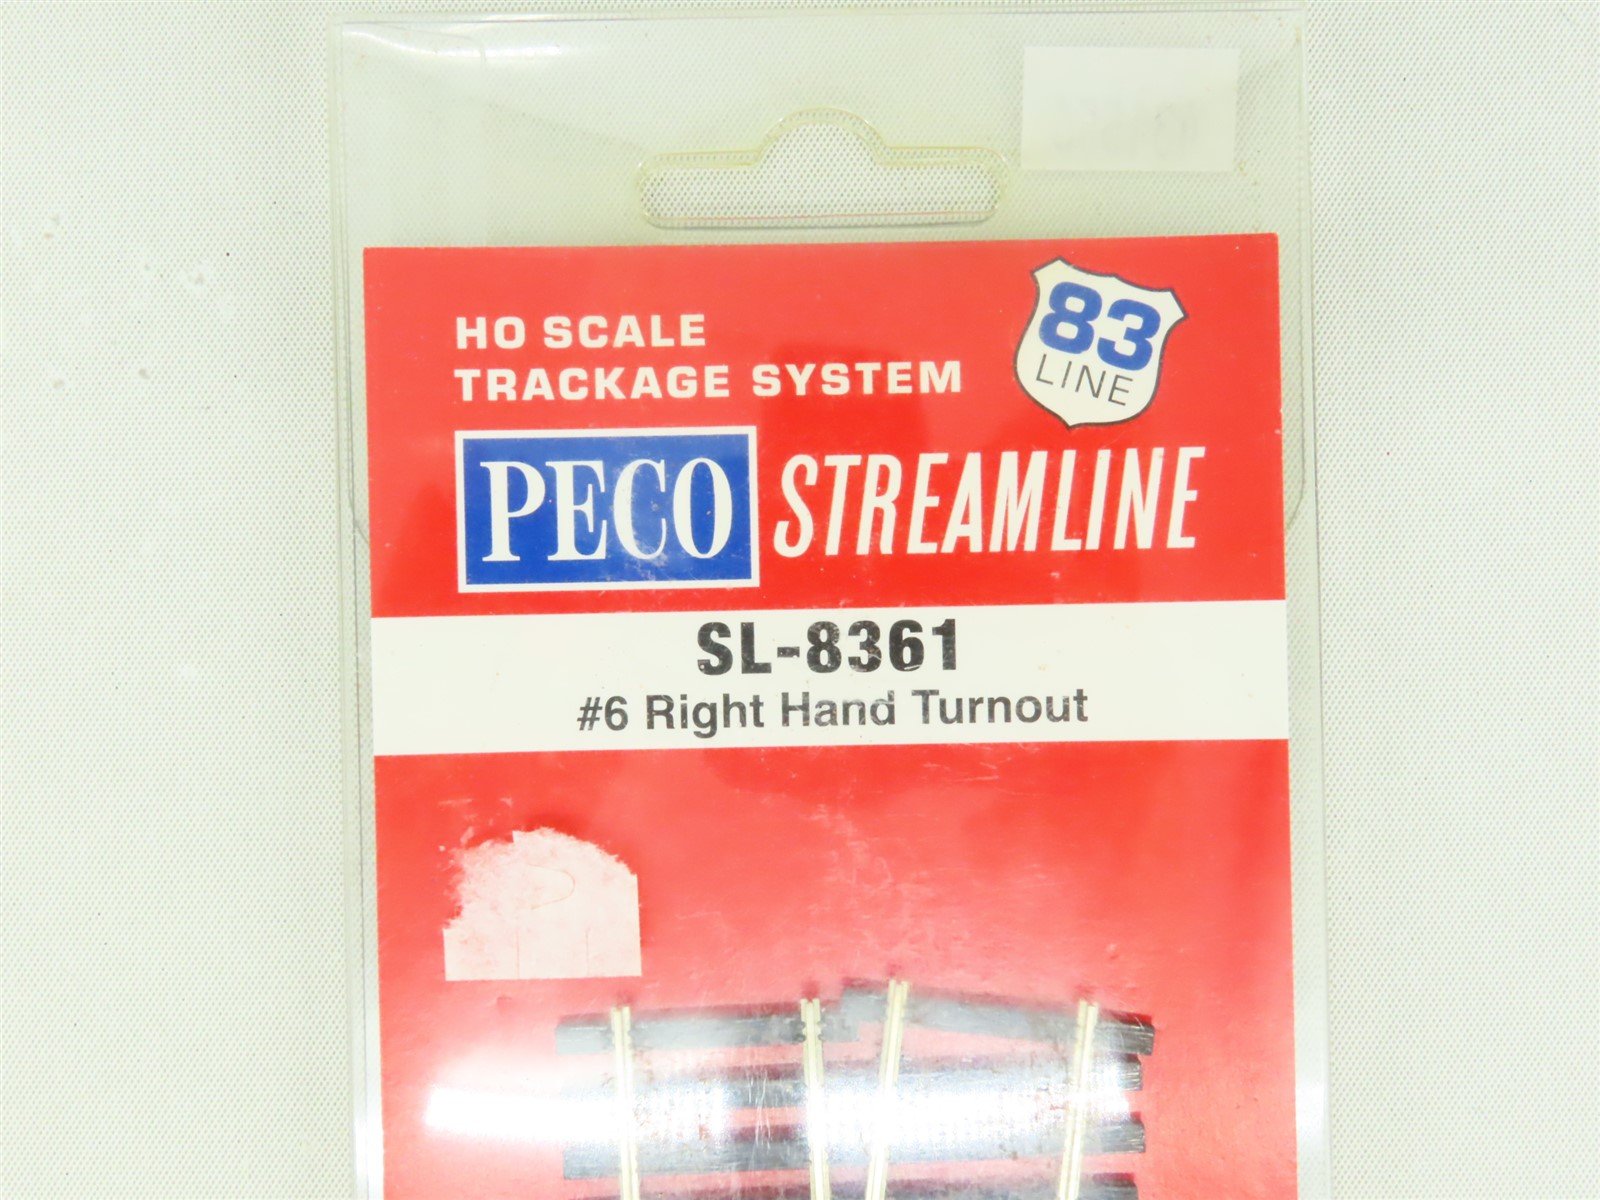 83
LINE
HO SCALE
TRACKAGE SYSTEM
PECO STREAMLINE
SL-8361
#6 Right Hand Turnout